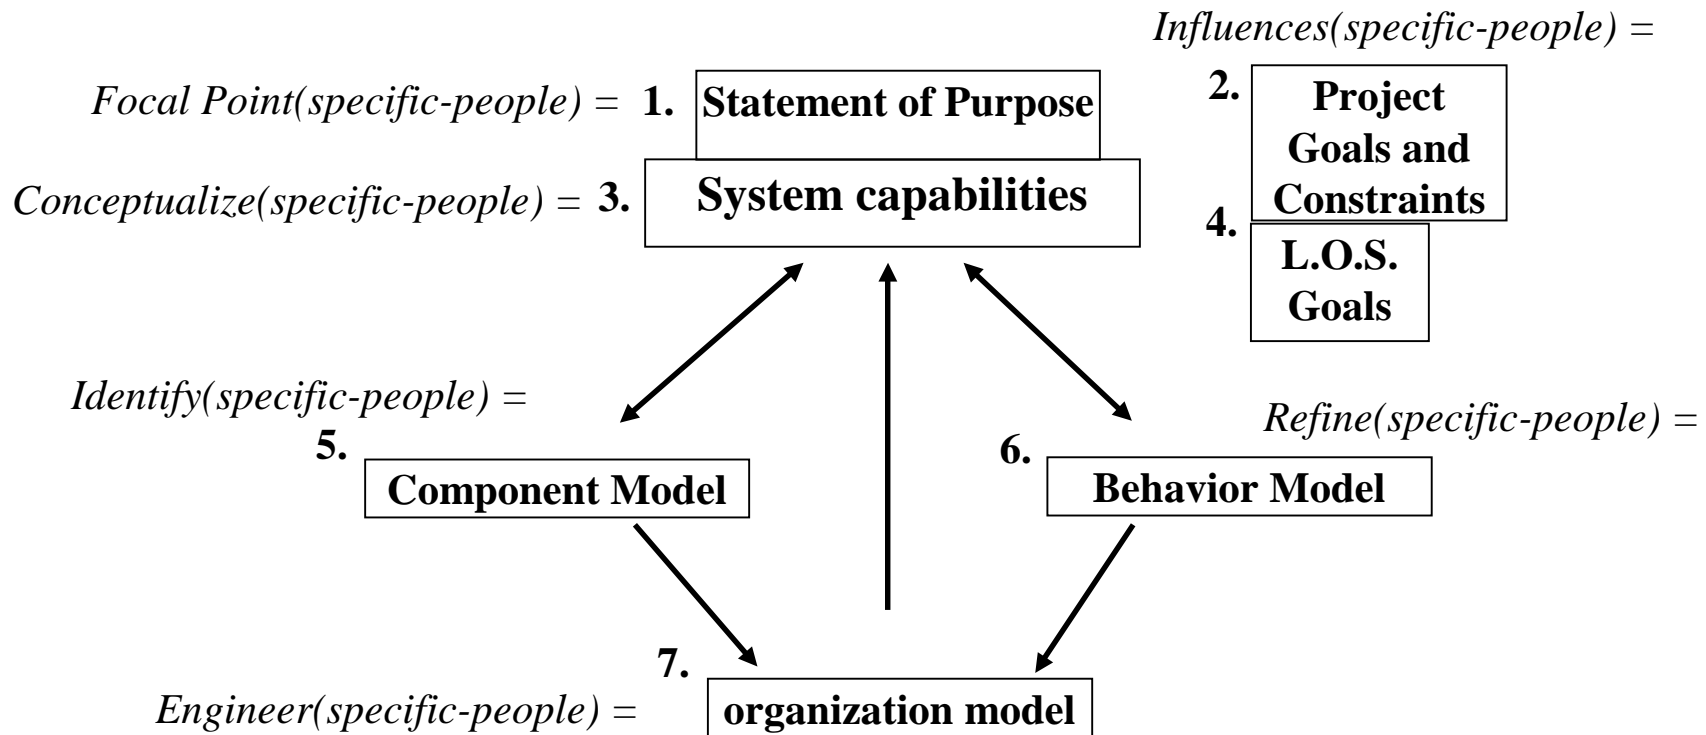 Influences(specific-people) =
Focal Point(specific-people) = 1. Statement of Purpose
2. Project
Goals and
Constraints
Conceptualize(specific-people) = 3. System capabilities
4. L.O.S.
Goals
Identify(specific-people) =
5.
Component Model
Refine(specific-people) =
6.
Behavior Model
7.
Engineer(specific-people) = organization model